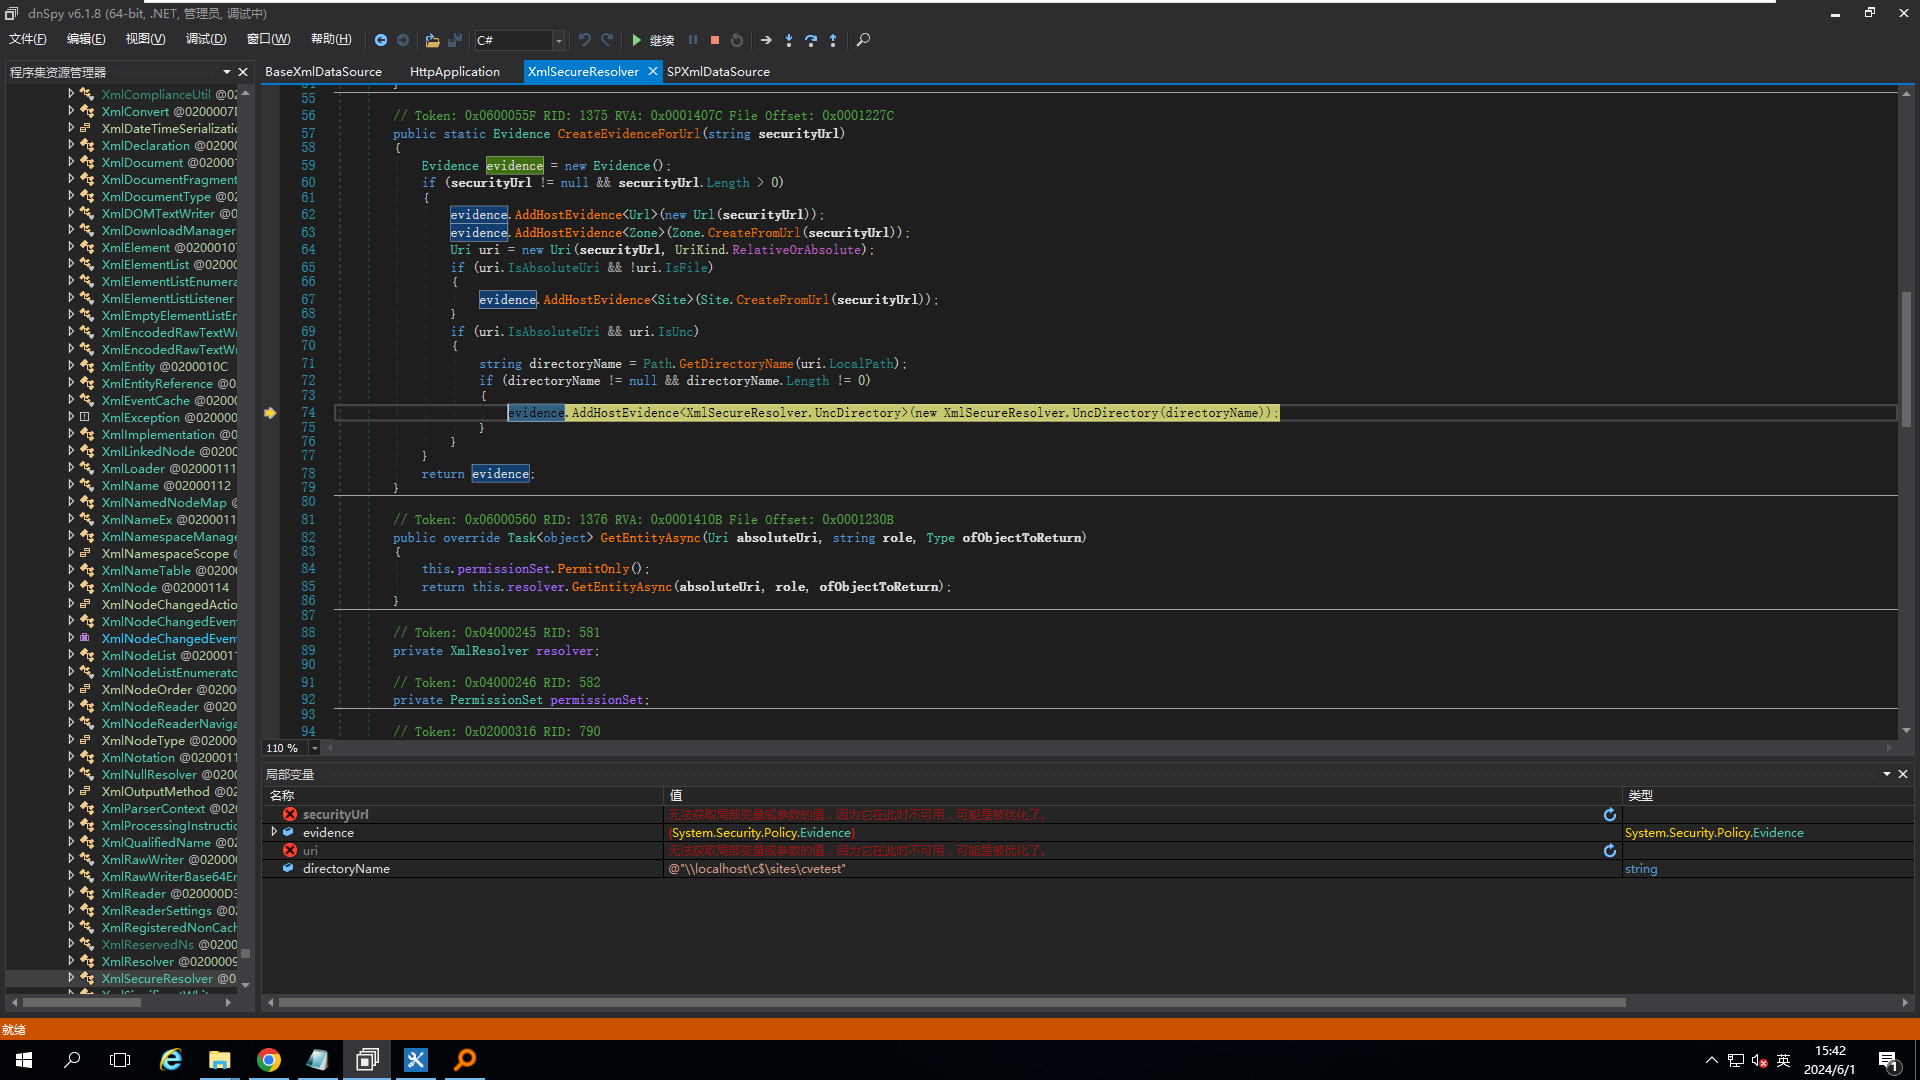 dnSpy v6.1.8 (64-bit, .NET, 管理员, 调试中)
文件(F) 编辑(E) 视图(V) 调试(D) 窗口(W) 帮助(H) C# 继续
程序集资源管理器
BaseXmlDataSource HttpApplication XmlSecureResolver SPXmlDataSource
XmlComplianceUtil @02
XmlConvert @0200007
XmlDateTimeSerializatio
XmlDeclaration @0200
XmlDocument @0200
XmlDocumentFragment
XmlDocumentType @02
XmlDOMTextWriter @0
XmlDownloadManager
XmlElement @0200010
XmlElementList @0200
XmlElementListEnumera
XmlElementListListener
XmlEmptyElementListEn
XmlEncodedRawTextW
XmlEncodedRawTextW
XmlEntity @0200010C
XmlEntityReference @0
XmlEventCache @0200
XmlException @020000
XmlImplementation @02
XmlLinkedNode @0200
XmlLoader @02000111
XmlName @02000112
XmlNamedNodeMap @
XmlNameEx @0200011
XmlNamespaceManage
XmlNamespaceScope @
XmlNameTable @02000
XmlNode @02000114
XmlNodeChangedActio
XmlNodeChangedEven
XmlNodeChangedEven
XmlNodeList @020001
XmlNodeListEnumerato
XmlNodeOrder @0200
XmlNodeReader @0200
XmlNodeReaderNaviga
XmlNodeType @02000
XmlNotation @020001
XmlNullResolver @0200
XmlOutputMethod @02
XmlParserContext @020
XmlProcessingInstructio
XmlQualifiedName @02
XmlRawWriter @02000
XmlRawWriterBase64En
XmlReader @020000D3
XmlReaderSettings @02
XmlRegisteredNonCach
XmlReservedNs @0200
XmlResolver @0200009
XmlSecureResolver @0
55
56 // Token: 0x0600055F RID: 1375 RVA: 0x0001407C File Offset: 0x0001227C
57 public static Evidence CreateEvidenceForUrl(string securityUrl)
58 {
59 Evidence evidence = new Evidence();
60 if (securityUrl != null && securityUrl.Length > 0)
61 {
62 evidence.AddHostEvidence<Url>(new Url(securityUrl));
63 evidence.AddHostEvidence<Zone>(Zone.CreateFromUrl(securityUrl));
64 Uri uri = new Uri(securityUrl, UriKind.RelativeOrAbsolute);
65 if (uri.IsAbsoluteUri && !uri.IsFile)
66 {
67 evidence.AddHostEvidence<Site>(Site.CreateFromUrl(securityUrl));
68 }
69 if (uri.IsAbsoluteUri && uri.IsUnc)
70 {
71 string directoryName = Path.GetDirectoryName(uri.LocalPath);
72 if (directoryName != null && directoryName.Length != 0)
73 {
74 evidence.AddHostEvidence<XmlSecureResolver.UncDirectory>(new XmlSecureResolver.UncDirectory(directoryName));
75 }
76 }
77 }
78 return evidence;
79 }
80
81 // Token: 0x06000560 RID: 1376 RVA: 0x0001410B File Offset: 0x0001230B
82 public override Task<object> GetEntityAsync(Uri absoluteUri, string role, Type ofObjectToReturn)
83 {
84 this.permissionSet.PermitOnly();
85 return this.resolver.GetEntityAsync(absoluteUri, role, ofObjectToReturn);
86 }
87
88 // Token: 0x04000245 RID: 581
89 private XmlResolver resolver;
90
91 // Token: 0x04000246 RID: 582
92 private PermissionSet permissionSet;
93
94 // Token: 0x02000316 RID: 790
110 %
局部变量
名称 值 类型
securityUrl 无法获取局部变量或参数的值，因为它在此时不可用，可能是被优化了。
evidence {System.Security.Policy.Evidence} System.Security.Policy.Evidence
uri 无法获取局部变量或参数的值，因为它在此时不可用，可能是被优化了。
directoryName @"\\localhost\c$\sites\cvetest" string
就绪
英
15:42
2024/6/1
1